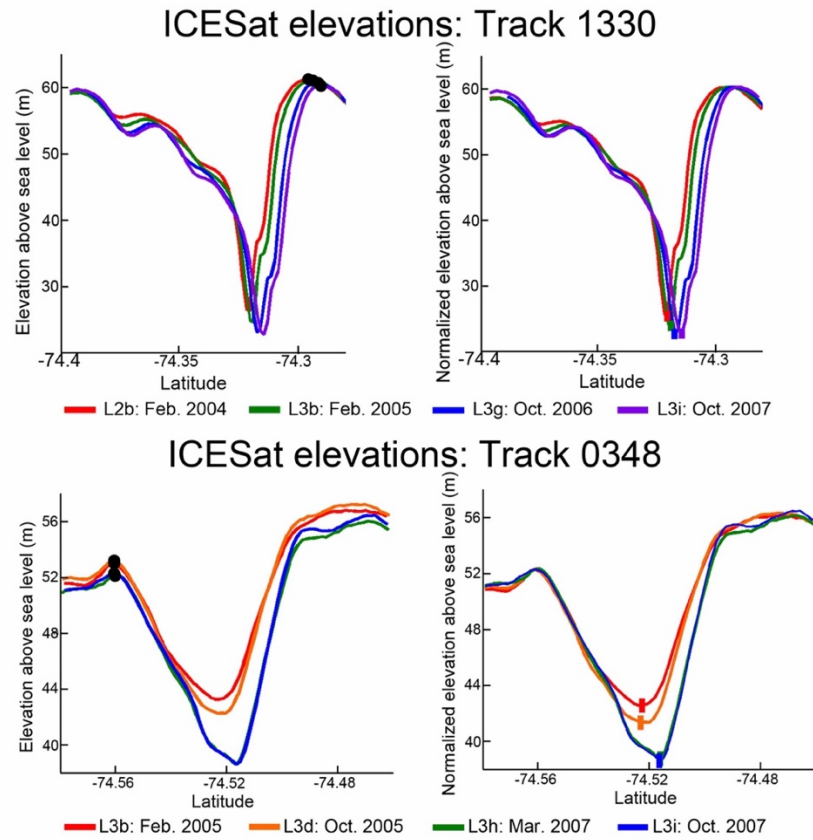 ICESat elevations: Track 1330
Elevation above sea level (m)
60
50
40
30
-74.4
-74.35
-74.3
Latitude
Normalized elevation above sea level (m)
60
50
40
30
-74.4
-74.35
-74.3
Latitude
L2b: Feb. 2004
L3b: Feb. 2005
L3g: Oct. 2006
L3i: Oct. 2007
ICESat elevations: Track 0348
Elevation above sea level (m)
56
52
48
44
40
-74.56
-74.52
-74.48
Latitude
Normalized elevation above sea level (m)
56
52
48
44
40
-74.56
-74.52
-74.48
Latitude
L3b: Feb. 2005
L3d: Oct. 2005
L3h: Mar. 2007
L3i: Oct. 2007